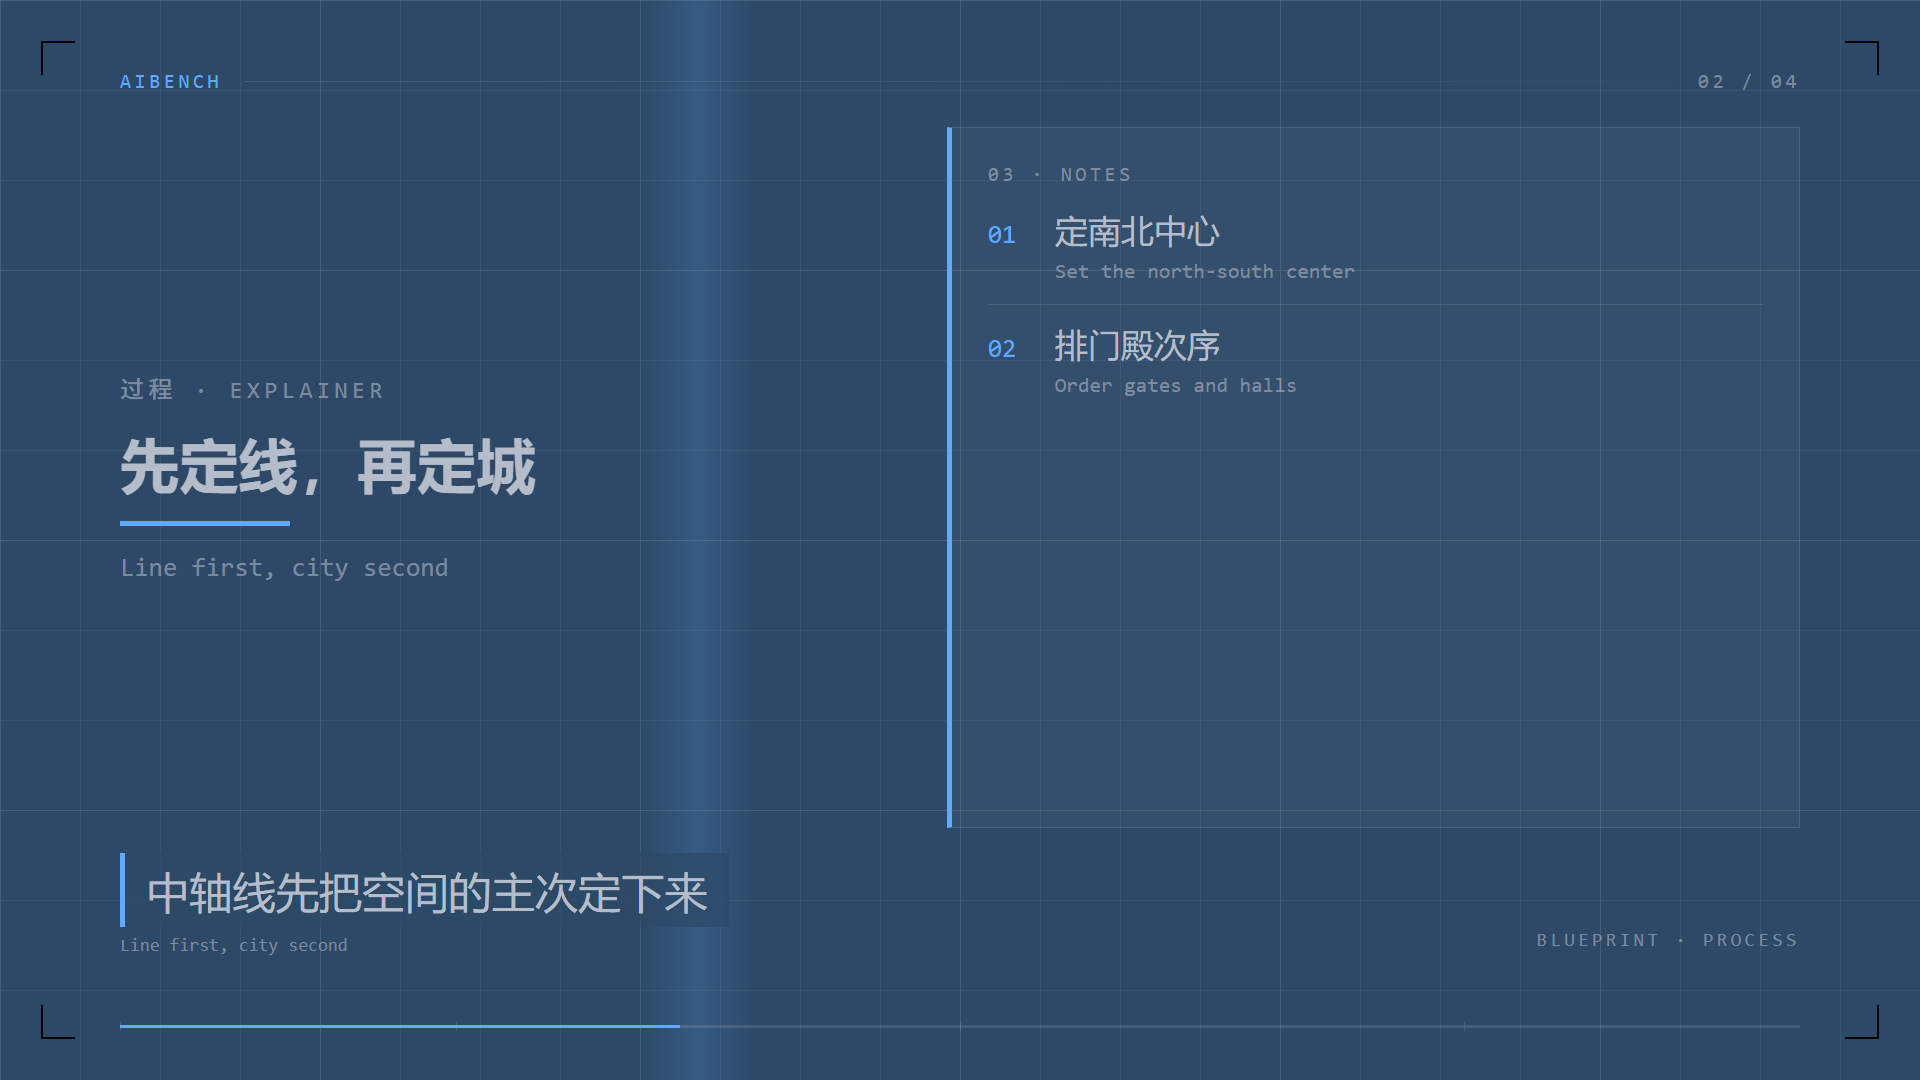 AIBENCH
02 / 04
过程 · EXPLAINER
先定线，再定城
Line first, city second
03 · NOTES
01 定南北中心
Set the north-south center
02 排门殿次序
Order gates and halls
中轴线先把空间的主次定下来
Line first, city second
BLUEPRINT · PROCESS